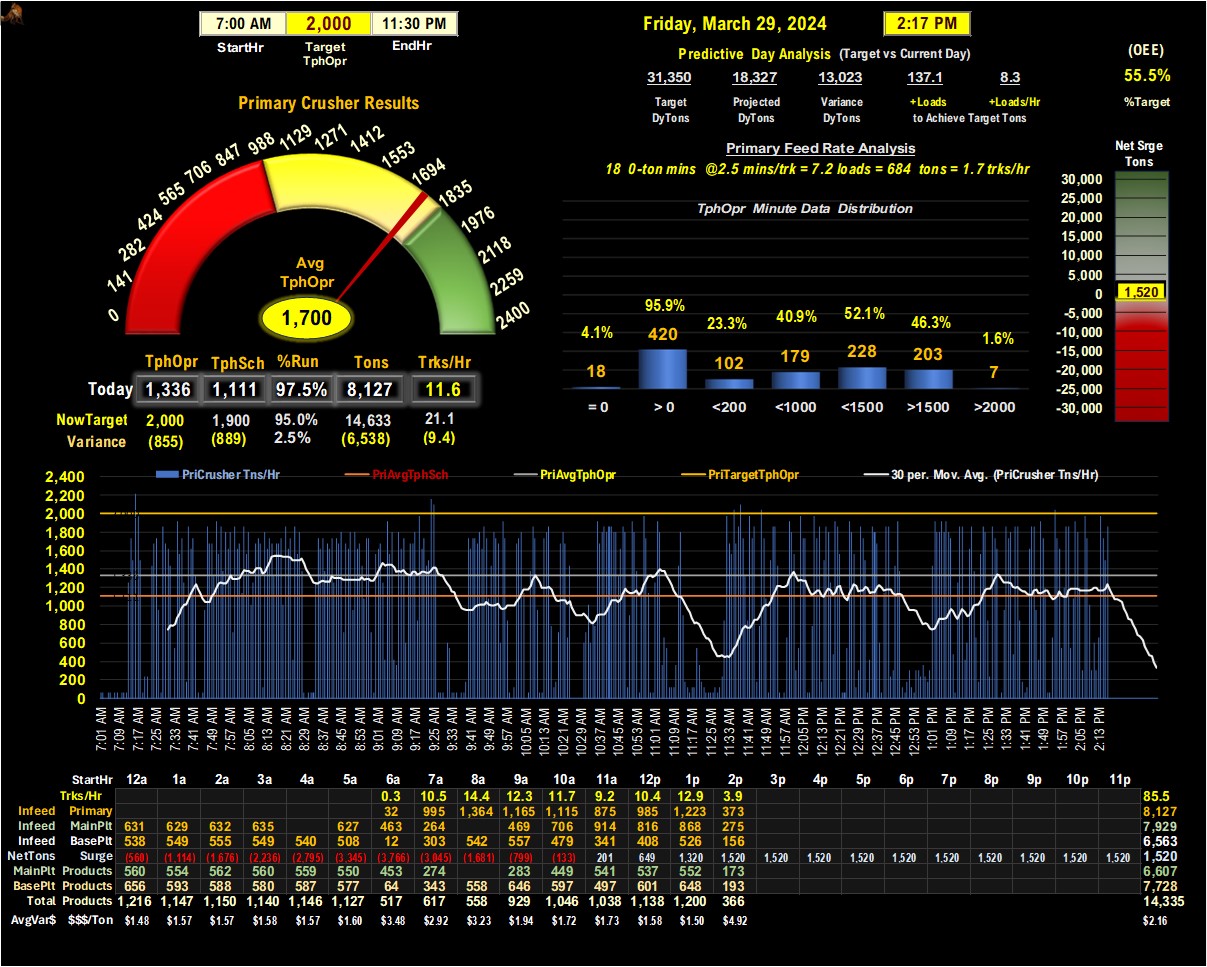 7:00 AM 2,000 11:30 PM
StartHr Target TphOpr EndHr
Friday, March 29, 2024 2:17 PM
Predictive Day Analysis (Target vs Current Day)
31,350 18,327 13,023 137.1 8.3
Target DyTons Projected DyTons Variance DyTons +Loads +Loads/Hr to Achieve Target Tons
(OEE)
55.5%
%Target
Primary Crusher Results
0 141 282 424 565 706 847 988 1129 1271 1412 1553 1694 1835 1976 2118 2259 2400
Avg
TphOpr
1,700
TphOpr TphSch %Run Tons Trks/Hr
Today 1,336 1,111 97.5% 8,127 11.6
NowTarget 2,000 1,900 95.0% 14,633 21.1
Variance (855) (889) 2.5% (6,538) (9.4)
Primary Feed Rate Analysis
18 0-ton mins @2.5 mins/trk = 7.2 loads = 684 tons = 1.7 trks/hr
TphOpr Minute Data Distribution
4.1% 95.9% 23.3% 40.9% 52.1% 46.3% 1.6%
18 420 102 179 228 203 7
= 0 > 0 <200 <1000 <1500 >1500 >2000
Net Srge
Tons
30,000
25,000
20,000
15,000
10,000
5,000
0 1,520
-5,000
-10,000
-15,000
-20,000
-25,000
-30,000
PriCrusher Tns/Hr PriAvgTphSch PriAvgTphOpr PriTargetTphOpr 30 per. Mov. Avg. (PriCrusher Tns/Hr)
2,400
2,200
2,000
1,800
1,600
1,400
1,200
1,000
800
600
400
200
0
7:01 AM 7:09 AM 7:17 AM 7:25 AM 7:33 AM 7:41 AM 7:49 AM 7:57 AM 8:05 AM 8:13 AM 8:21 AM 8:29 AM 8:37 AM 8:45 AM 8:53 AM 9:01 AM 9:09 AM 9:17 AM 9:25 AM 9:33 AM 9:41 AM 9:49 AM 9:57 AM 10:05 AM 10:13 AM 10:21 AM 10:29 AM 10:37 AM 10:45 AM 10:53 AM 11:01 AM 11:09 AM 11:17 AM 11:25 AM 11:33 AM 11:41 AM 11:49 AM 11:57 AM 12:05 PM 12:13 PM 12:21 PM 12:29 PM 12:37 PM 12:45 PM 12:53 PM 1:01 PM 1:09 PM 1:17 PM 1:25 PM 1:33 PM 1:41 PM 1:49 PM 1:57 PM 2:05 PM 2:13 PM
StartHr 12a 1a 2a 3a 4a 5a 6a 7a 8a 9a 10a 11a 12p 1p 2p 3p 4p 5p 6p 7p 8p 9p 10p 11p
Trks/Hr 0.3 10.5 14.4 12.3 11.7 9.2 10.4 12.9 3.9 85.5
Infeed Primary 32 995 1,364 1,165 1,115 875 985 1,223 373 8,127
Infeed MainPlt 631 629 632 635 627 463 264 469 706 914 816 868 275 7,929
Infeed BasePlt 538 549 555 549 540 508 12 303 542 557 479 341 408 526 156 6,563
NetTons Surge (560) (1,114) (1,676) (2,236) (2,795) (3,345) (3,766) (3,045) (1,681) (799) (133) 201 649 1,320 1,520 1,520 1,520 1,520 1,520 1,520 1,520 1,520 1,520 1,520 1,520
MainPlt Products 560 554 562 560 559 550 453 274 283 449 541 537 552 173 6,607
BasePlt Products 656 593 588 580 587 577 64 343 558 646 597 497 601 648 193 7,728
Total Products 1,216 1,147 1,150 1,140 1,146 1,127 517 617 558 929 1,046 1,038 1,138 1,200 366 14,335
AvgVar$ $$$/Ton $1.48 $1.57 $1.57 $1.58 $1.57 $1.60 $3.48 $2.92 $3.23 $1.94 $1.72 $1.73 $1.58 $1.50 $4.92 $2.16